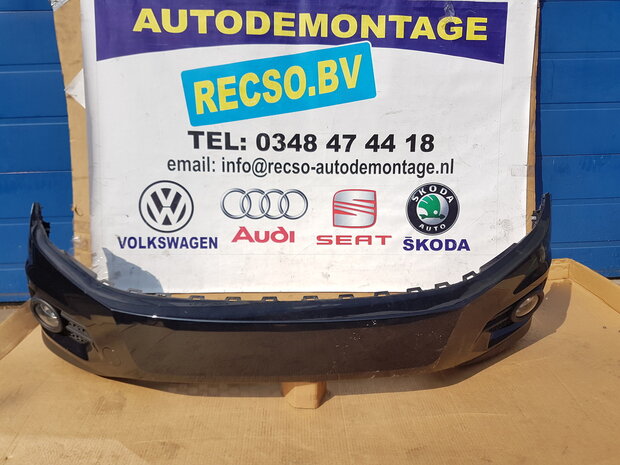 AUTODEMONTAGE
RECSO.BV
TEL: 0348 47 44 18
email: info@recso-autodemontage.nl
VOLKSWAGEN
Audi
SEAT
ŠKODA
AUTO
ŠKODA